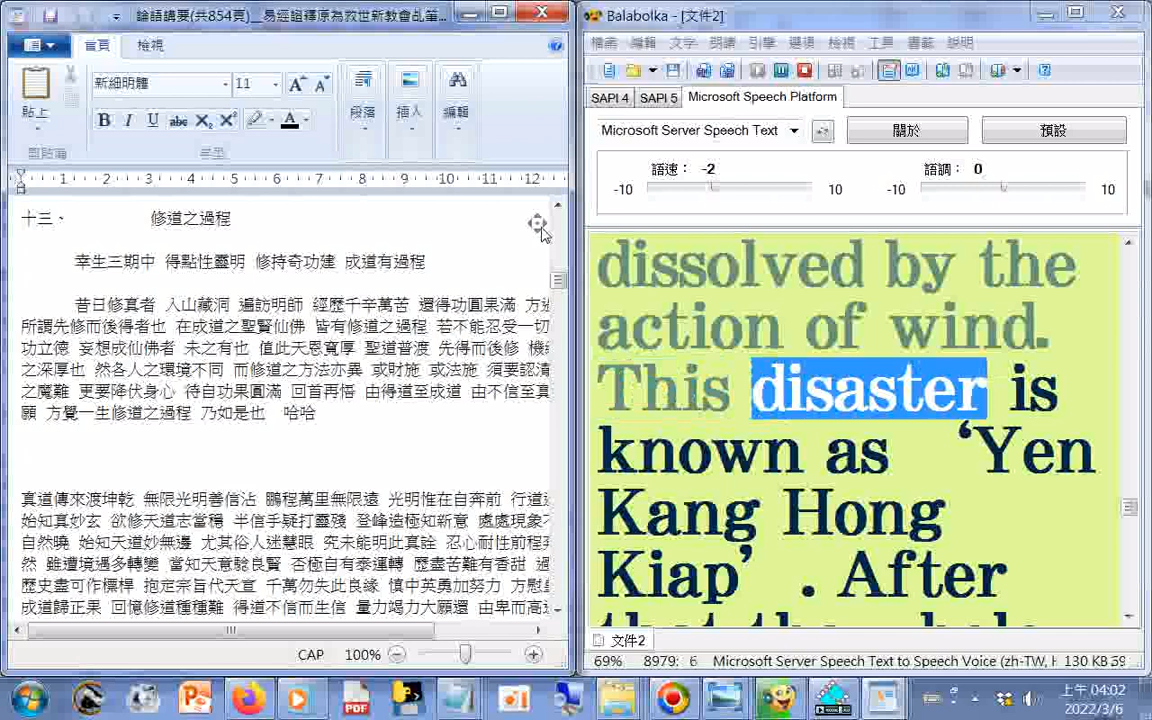 論語講要(共854頁)__易經證釋原為救世新教會乩筆...
首頁 檢視
新細明體 11
貼上 段落 插入 編輯
B I U abc X₂ X² A
剪貼簿 字型
1 2 3 4 5 6 7 8 9 10 11 12
十三、 修道之過程
幸生三期中 得點性靈明 修持奇功建 成道有過程
昔日修真者 入山藏洞 遍訪明師 經歷千辛萬苦 還得功圓果滿 方
所謂先修而後得者也 在成道之聖賢仙佛 皆有修道之過程 若不能忍受一切
功立德 妄想成仙佛者 未之有也 值此天恩寬厚 聖道普渡 先得而後修 機
之深厚也 然各人之環境不同 而修道之方法亦異 或財施 或法施 須要認清
之魔難 更要降伏身心 待自功果圓滿 回首再悟 由得道至成道 由不信至真
願 方覺一生修道之過程 乃如是也 哈哈
真道傳來渡坤乾 無限光明善信沾 鵬程萬里無限遠 光明惟在自奔前 行道
始知真妙玄 欲修天道志當穩 半信手疑打靈殘 登峰造極知新意 處處現象
自然曉 始知天道妙無邊 尤其俗人迷慧眼 究未能明此真詮 忍心耐性前程
然 雖遭境遇多轉變 當知天意驗良賢 否極自有泰運轉 歷盡苦難有香甜 過
歷史盡可作標桿 抱定宗旨代天宣 千萬勿失此良緣 慎中英勇加努力 方慰
成道歸正果 回憶修道種種難 得道不信而生信 量力竭力大願還 由卑而高
CAP 100%
Balabolka - [文件2]
檔案 編輯 文字 朗讀 引擎 選項 檢視 工具 書籤 說明
SAPI 4 SAPI 5 Microsoft Speech Platform
Microsoft Server Speech Text 關於 預設
語速： -2 語調： 0
-10 10 -10 10
dissolved by the
action of wind.
This disaster is
known as ‘Yen
Kang Hong
Kiap’. After
文件2
69% 8979: 6 Microsoft Server Speech Text to Speech Voice (zh-TW, H 130 KB
上午 04:02
2022/3/6